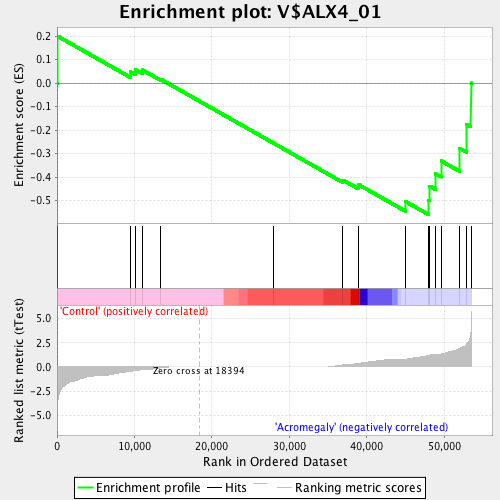 Enrichment plot: V$ALX4_01
Enrichment score (ES)
0.2
0.1
0.0
-0.1
-0.2
-0.3
-0.4
-0.5
'Control' (positively correlated)
Ranked list metric (tTest)
5.0
2.5
0.0
-2.5
-5.0
Zero cross at 18394
'Acromegaly' (negatively correlated)
0 10,000 20,000 30,000 40,000 50,000
Rank in Ordered Dataset
Enrichment profile Hits Ranking metric scores